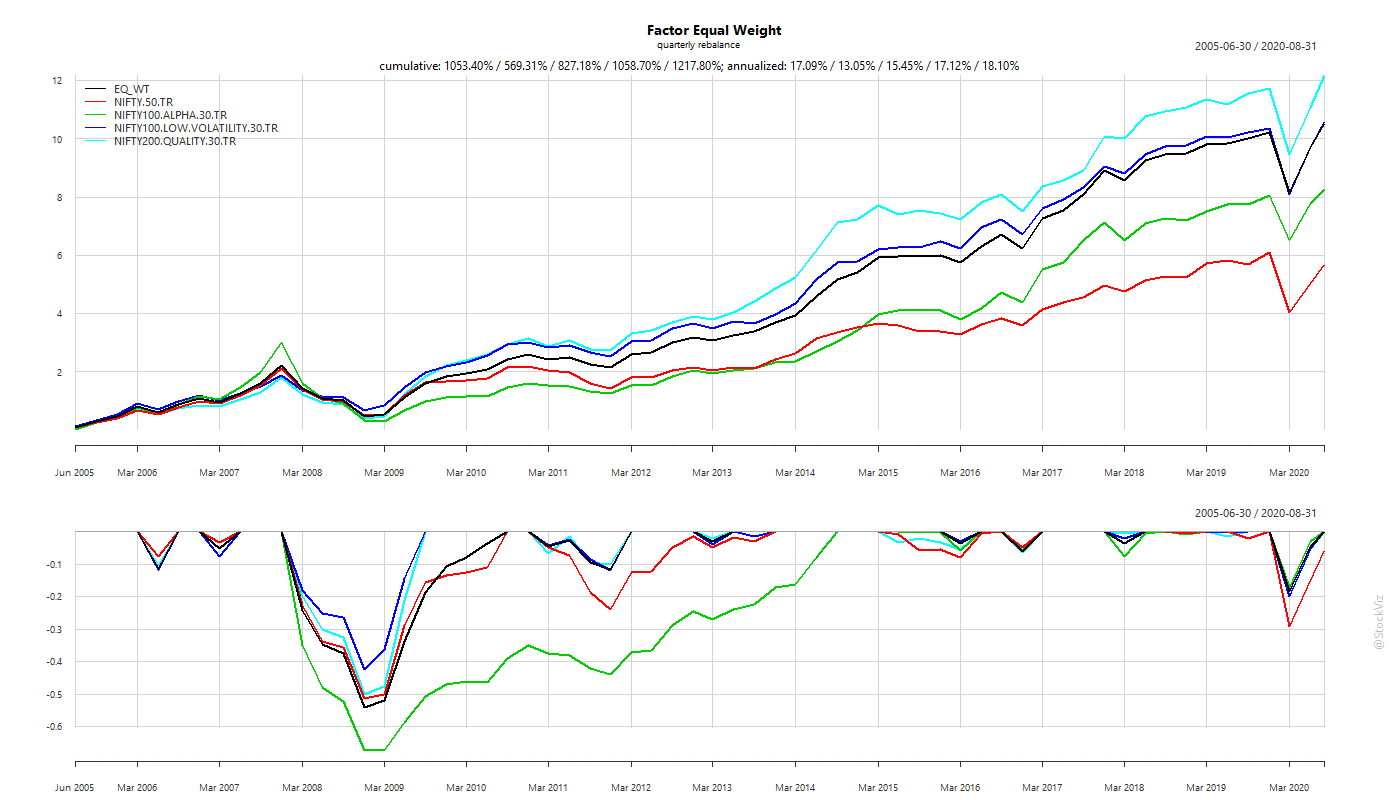 Factor Equal Weight
quarterly rebalance
2005-06-30 / 2020-08-31
cumulative: 1053.40% / 569.31% / 827.18% / 1058.70% / 1217.80%; annualized: 17.09% / 13.05% / 15.45% / 17.12% / 18.10%
EQ_WT
NIFTY.50.TR
NIFTY100.ALPHA.30.TR
NIFTY100.LOW.VOLATILITY.30.TR
NIFTY200.QUALITY.30.TR
12
10
8
6
4
2
Jun 2005 Mar 2006 Mar 2007 Mar 2008 Mar 2009 Mar 2010 Mar 2011 Mar 2012 Mar 2013 Mar 2014 Mar 2015 Mar 2016 Mar 2017 Mar 2018 Mar 2019 Mar 2020
2005-06-30 / 2020-08-31
-0.1
-0.2
-0.3
-0.4
-0.5
-0.6
Jun 2005 Mar 2006 Mar 2007 Mar 2008 Mar 2009 Mar 2010 Mar 2011 Mar 2012 Mar 2013 Mar 2014 Mar 2015 Mar 2016 Mar 2017 Mar 2018 Mar 2019 Mar 2020
@StockViz